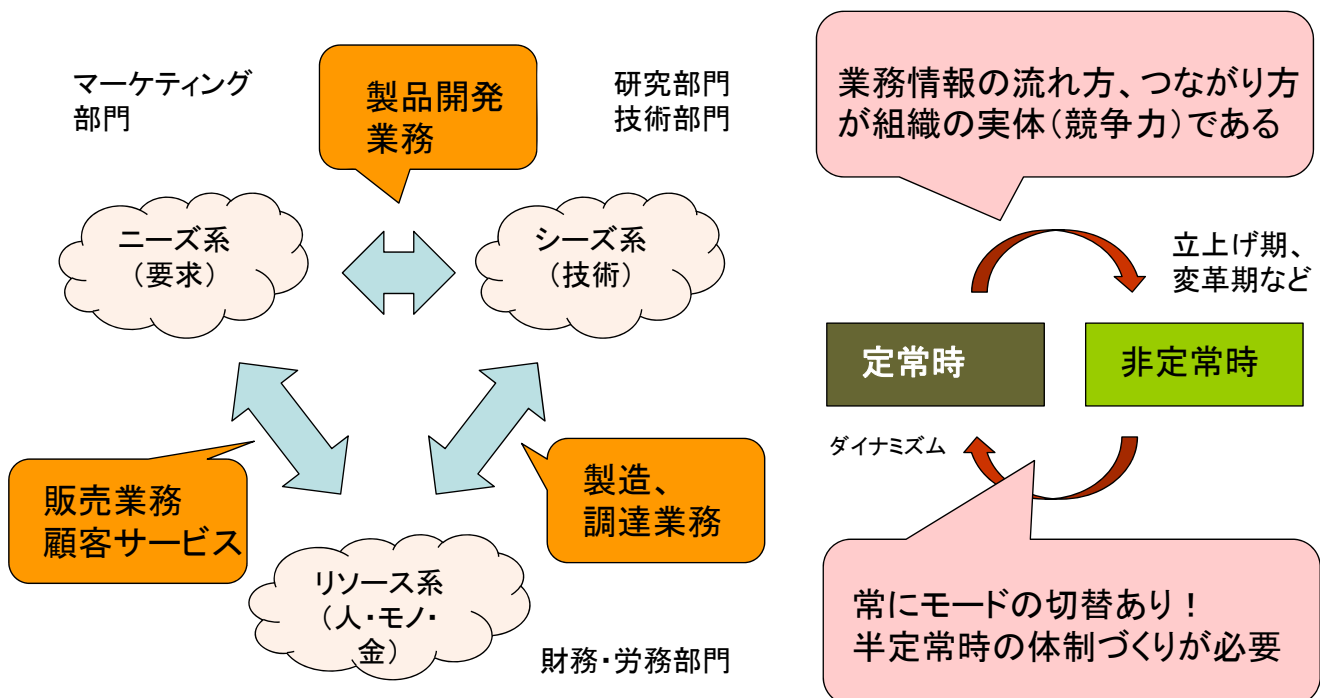 マーケティング
部門
製品開発
業務
研究部門
技術部門
ニーズ系
(要求)
シーズ系
(技術)
販売業務
顧客サービス
製造、
調達業務
リソース系
(人・モノ・
金)
財務・労務部門
業務情報の流れ方、つながり方
が組織の実体(競争力)である
立上げ期、
変革期など
定常時
非定常時
ダイナミズム
常にモードの切替あり!
半定常時の体制づくりが必要